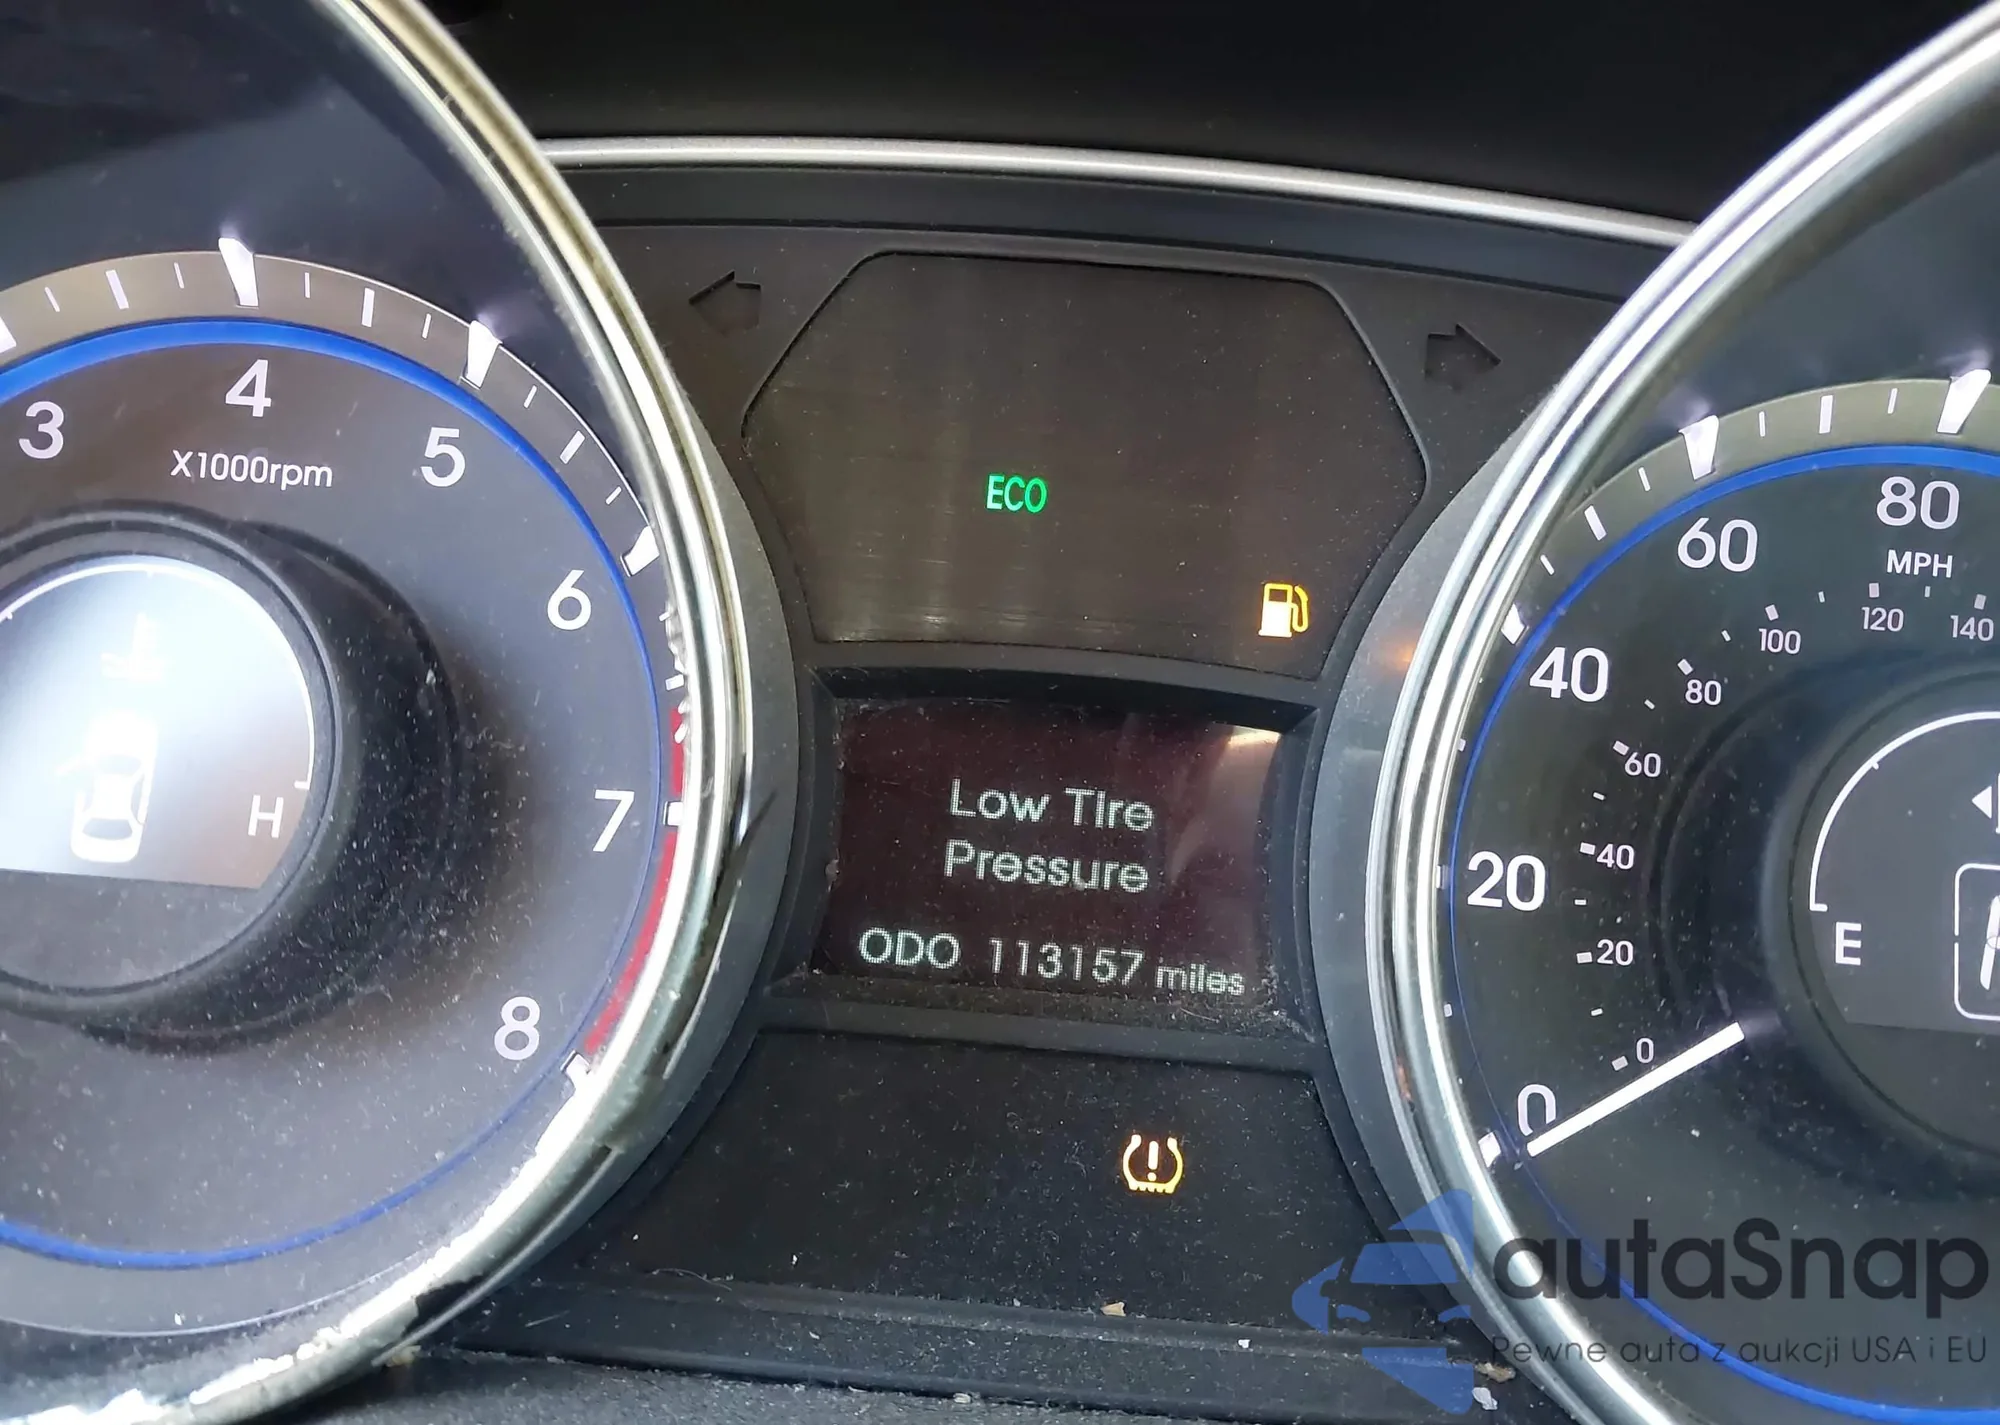 3
4
5
6
7
8
X1000rpm
H
ECO
Low Tire
Pressure
ODO 113157 miles
0
20
40
60
80
MPH
0
20
40
60
80
100
120
140
E
autaSnap
Pewne auta z aukcji USA i EU